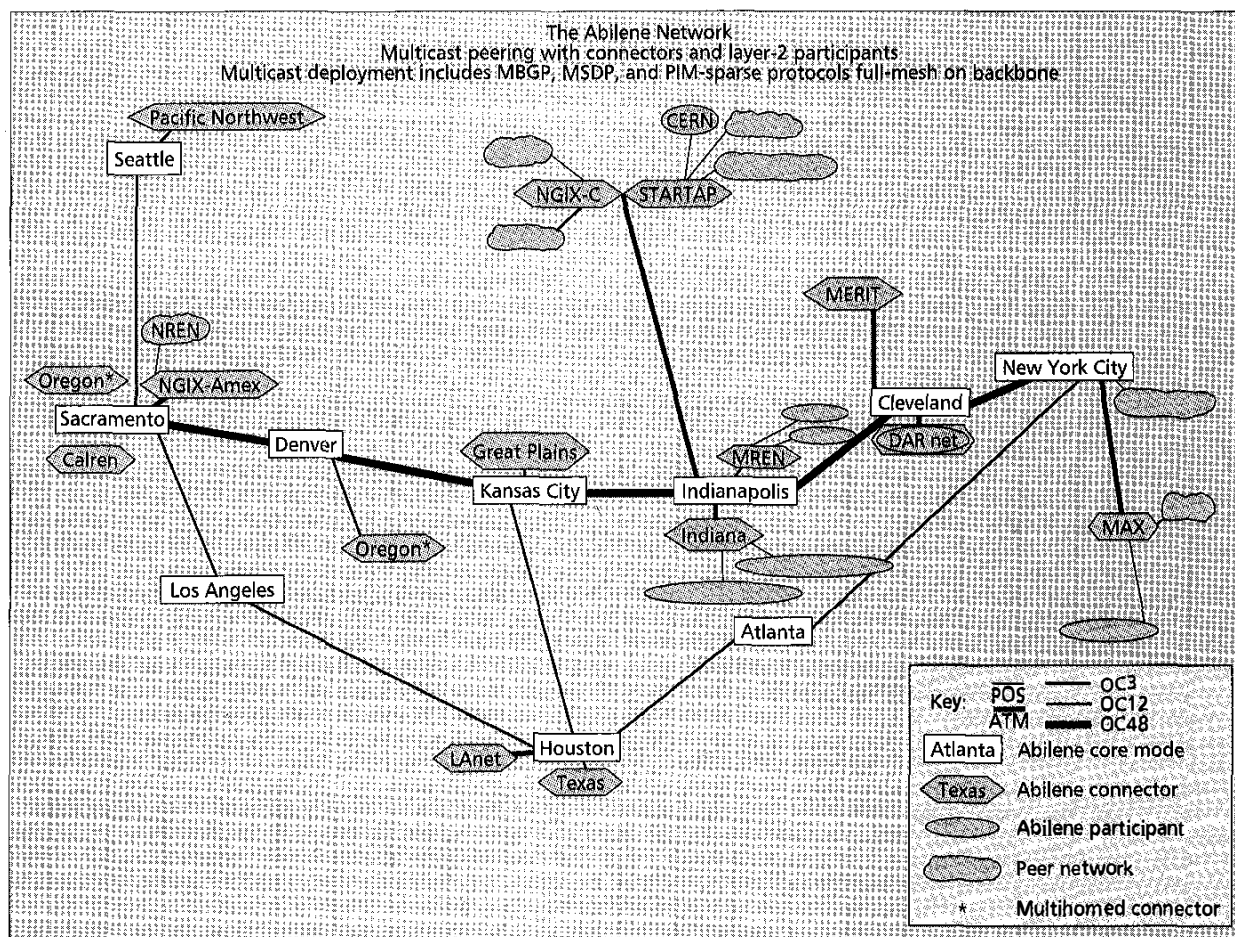 The Abilene Network
Multicast peering with connectors and layer-2 participants
Multicast deployment includes MBGP, MSDP, and PIM-sparse protocols full-mesh on backbone
Pacific Northwest
CERN
Seattle
NGIX-C
STARTAP
MERIT
NREN
New York City
Oregon*
NGIX-Amex
Cleveland
Sacramento
Denver
DAR net
Calren
Great Plains
MREN
Kansas City
Indianapolis
MAX
Indiana
Oregon*
Los Angeles
Atlanta
LAnet
Houston
Texas
Key:
POS
ATM
OC3
OC12
OC48
Atlanta Abilene core mode
Texas Abilene connector
Abilene participant
Peer network
* Multihomed connector